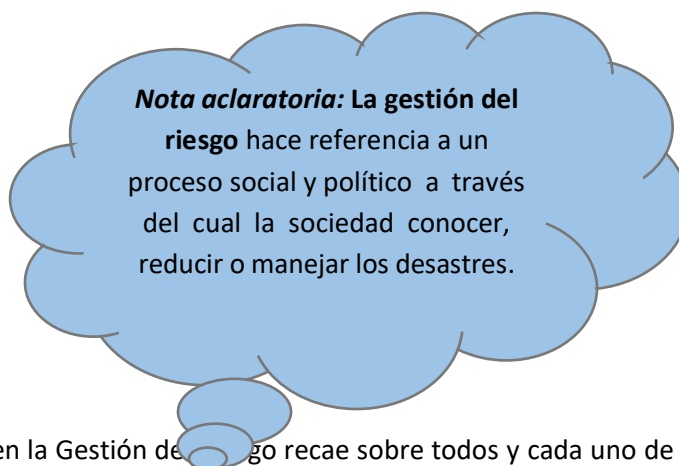 Nota aclaratoria: La gestión del
riesgo hace referencia a un
proceso social y político a través
del cual la sociedad conocer,
reducir o manejar los desastres.
en la Gestión de go recae sobre todos y cada uno de